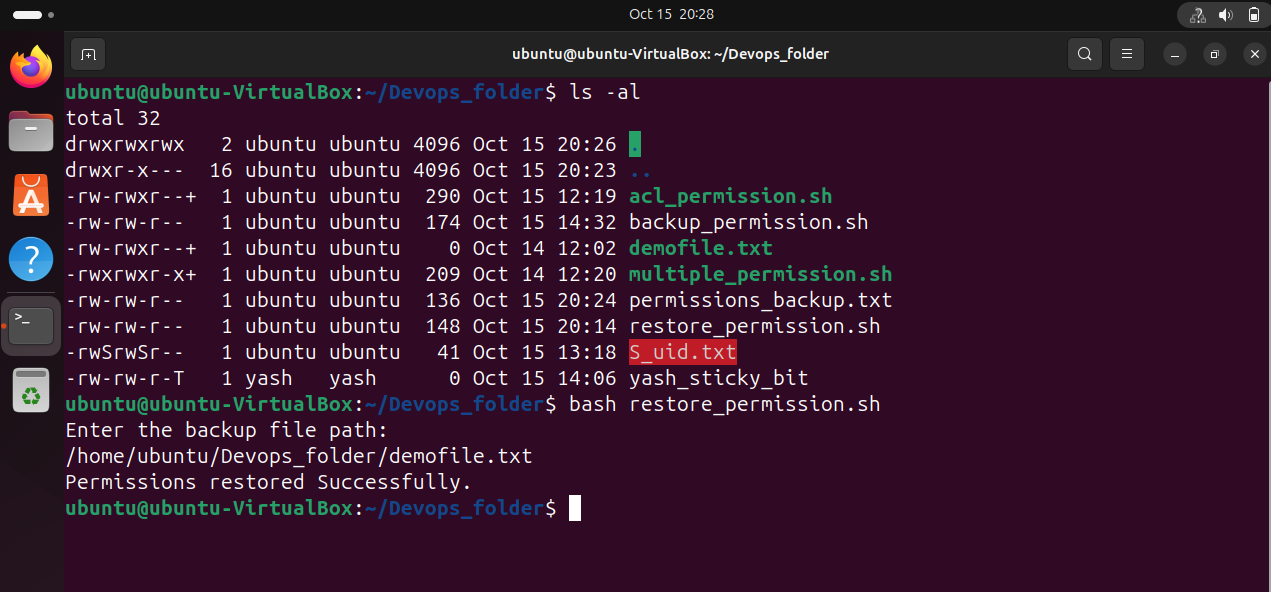 Oct 15 20:28
ubuntu@ubuntu-VirtualBox: ~/Devops_folder
ubuntu@ubuntu-VirtualBox:~/Devops_folder$ ls -al
total 32
drwxrwxrwx   2 ubuntu ubuntu 4096 Oct 15 20:26 .
drwxr-x---  16 ubuntu ubuntu 4096 Oct 15 20:23 ..
-rw-rwxr--+  1 ubuntu ubuntu  290 Oct 15 12:19 acl_permission.sh
-rw-rw-r--   1 ubuntu ubuntu  174 Oct 15 14:32 backup_permission.sh
-rw-rwxr--+  1 ubuntu ubuntu    0 Oct 14 12:02 demofile.txt
-rwxrwxr-x+  1 ubuntu ubuntu  209 Oct 14 12:20 multiple_permission.sh
-rw-rw-r--   1 ubuntu ubuntu  136 Oct 15 20:24 permissions_backup.txt
-rw-rw-r--   1 ubuntu ubuntu  148 Oct 15 20:14 restore_permission.sh
-rwSrwSr--   1 ubuntu ubuntu   41 Oct 15 13:18 S_uid.txt
-rw-rw-r-T   1 yash   yash      0 Oct 15 14:06 yash_sticky_bit
ubuntu@ubuntu-VirtualBox:~/Devops_folder$ bash restore_permission.sh
Enter the backup file path:
/home/ubuntu/Devops_folder/demofile.txt
Permissions restored Successfully.
ubuntu@ubuntu-VirtualBox:~/Devops_folder$